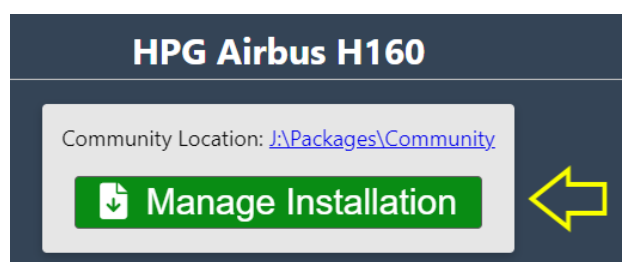 HPG Airbus H160
Community Location: J:\Packages\Community
Manage Installation